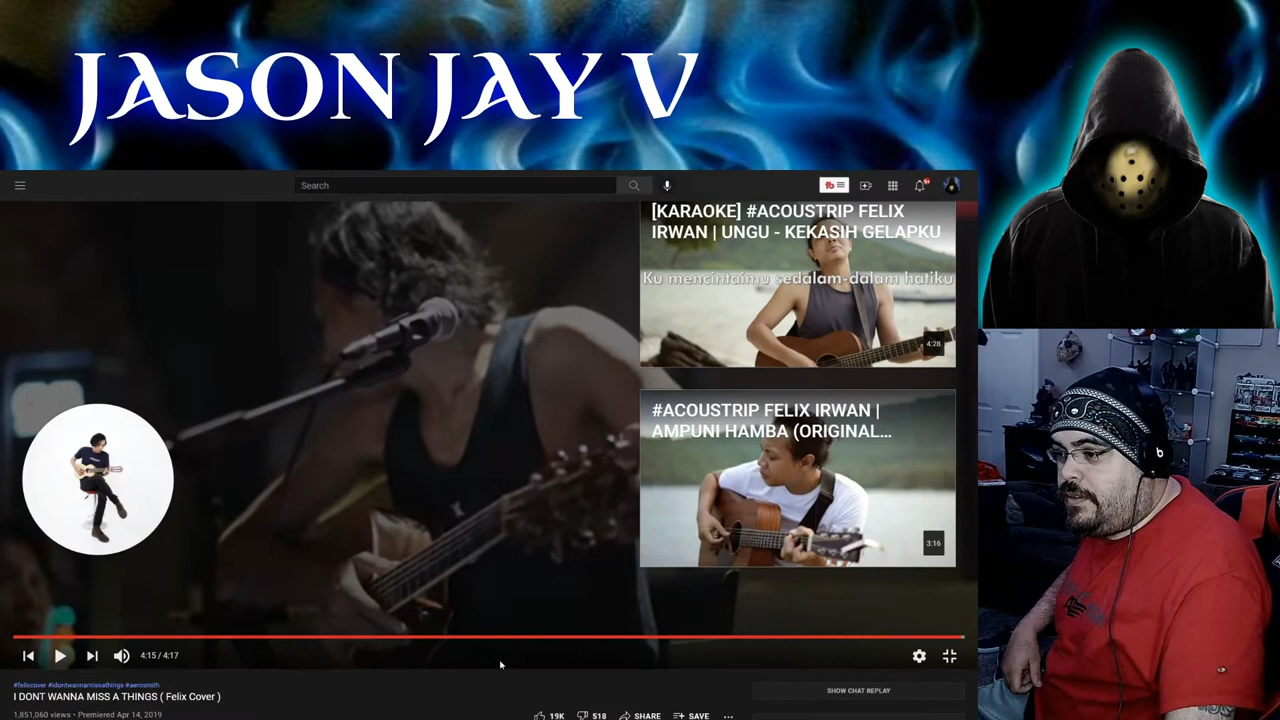 JASON JAY V
Search
9+
[KARAOKE] #ACOUSTRIP FELIX
IRWAN | UNGU - KEKASIH GELAPKU
Ku mencintaimu sedalam-dalam hatiku
4:28
#ACOUSTRIP FELIX IRWAN |
AMPUNI HAMBA (ORIGINAL...
3:16
4:15 / 4:17
#felixcover #idontwannamissathings #aerosmith
I DONT WANNA MISS A THINGS ( Felix Cover )
1,851,060 views • Premiered Apr 14, 2019
19K
518
SHARE
SAVE
SHOW CHAT REPLAY